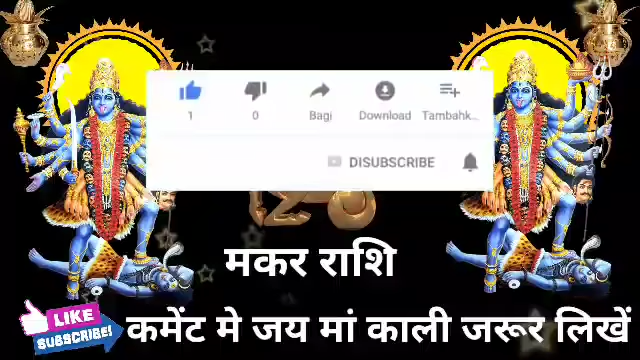 1 0 Bagi Download Tambahk...
DISUBSCRIBE
मकर राशि
LIKE
SUBSCRIBE!
कमेंट मे जय मां काली जरूर लिखें